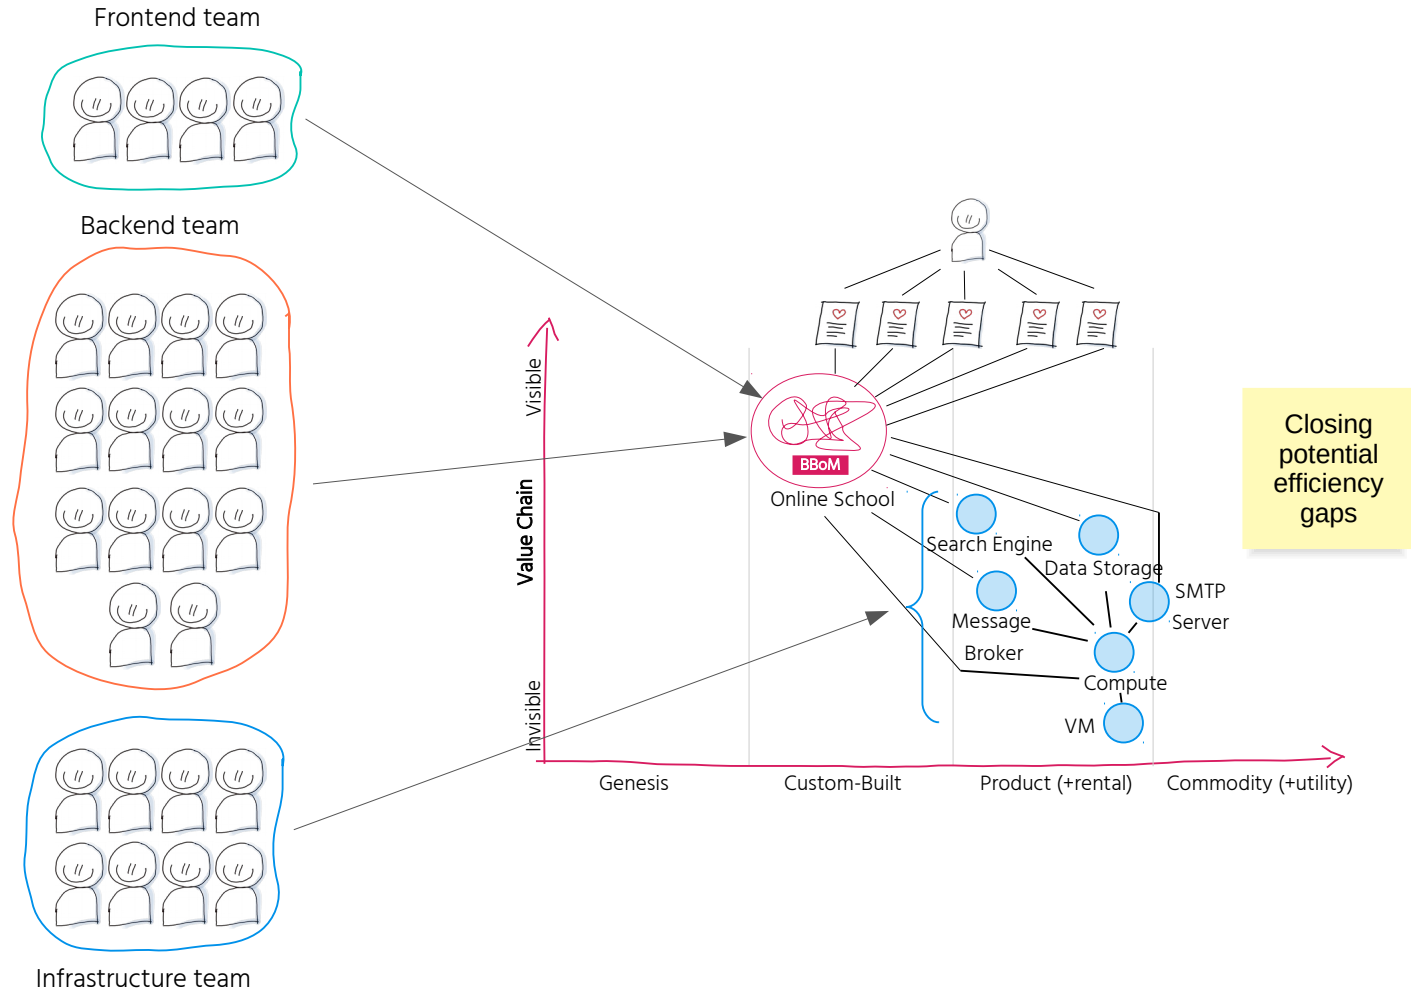 Frontend team
Backend team
Infrastructure team
Visible
Value Chain
Invisible
BBoM
Online School
Search Engine
Data Storage
SMTP
Server
Message
Broker
Compute
VM
Genesis
Custom-Built
Product (+rental)
Commodity (+utility)
Closing
potential
efficiency
gaps